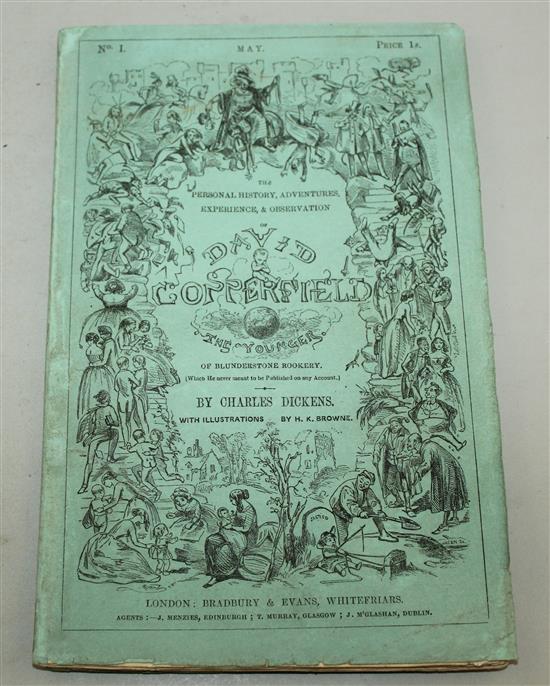 No. I. MAY. PRICE 1s.
THE
PERSONAL HISTORY, ADVENTURES,
EXPERIENCE, & OBSERVATION
OF
DAVID
COPPERFIELD
THE YOUNGER
OF BLUNDERSTONE ROOKERY.
(Which He never meant to be Published on any Account.)
BY CHARLES DICKENS.
WITH ILLUSTRATIONS BY H. K. BROWNE.
DAVID
LONDON: BRADBURY & EVANS, WHITEFRIARS.
AGENTS:—J. MENZIES, EDINBURGH; T. MURRAY, GLASGOW; J. M'GLASHAN, DUBLIN.